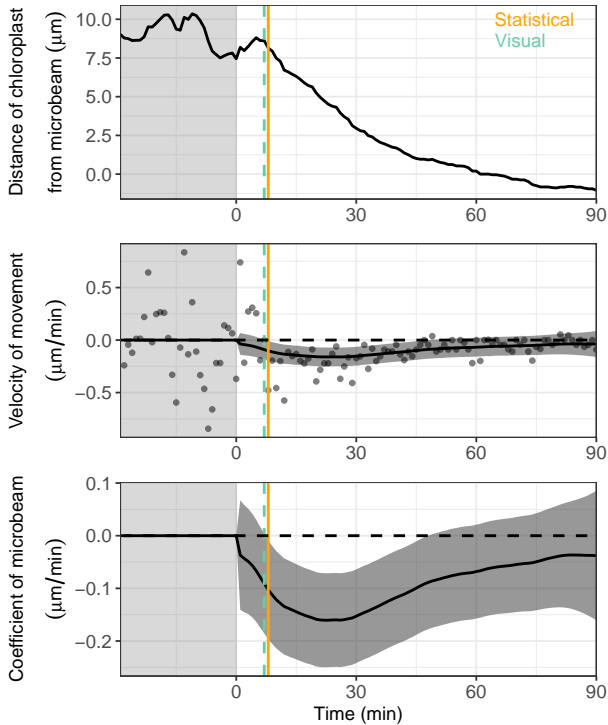 Distance of chloroplast
from microbeam (μm)
10.0
7.5
5.0
2.5
0.0
Statistical
Visual
0
30
60
90
Velocity of movement
(μm/min)
0.5
0.0
−0.5
0
30
60
90
Coefficient of microbeam
(μm/min)
0.1
0.0
−0.1
−0.2
0
30
60
90
Time (min)